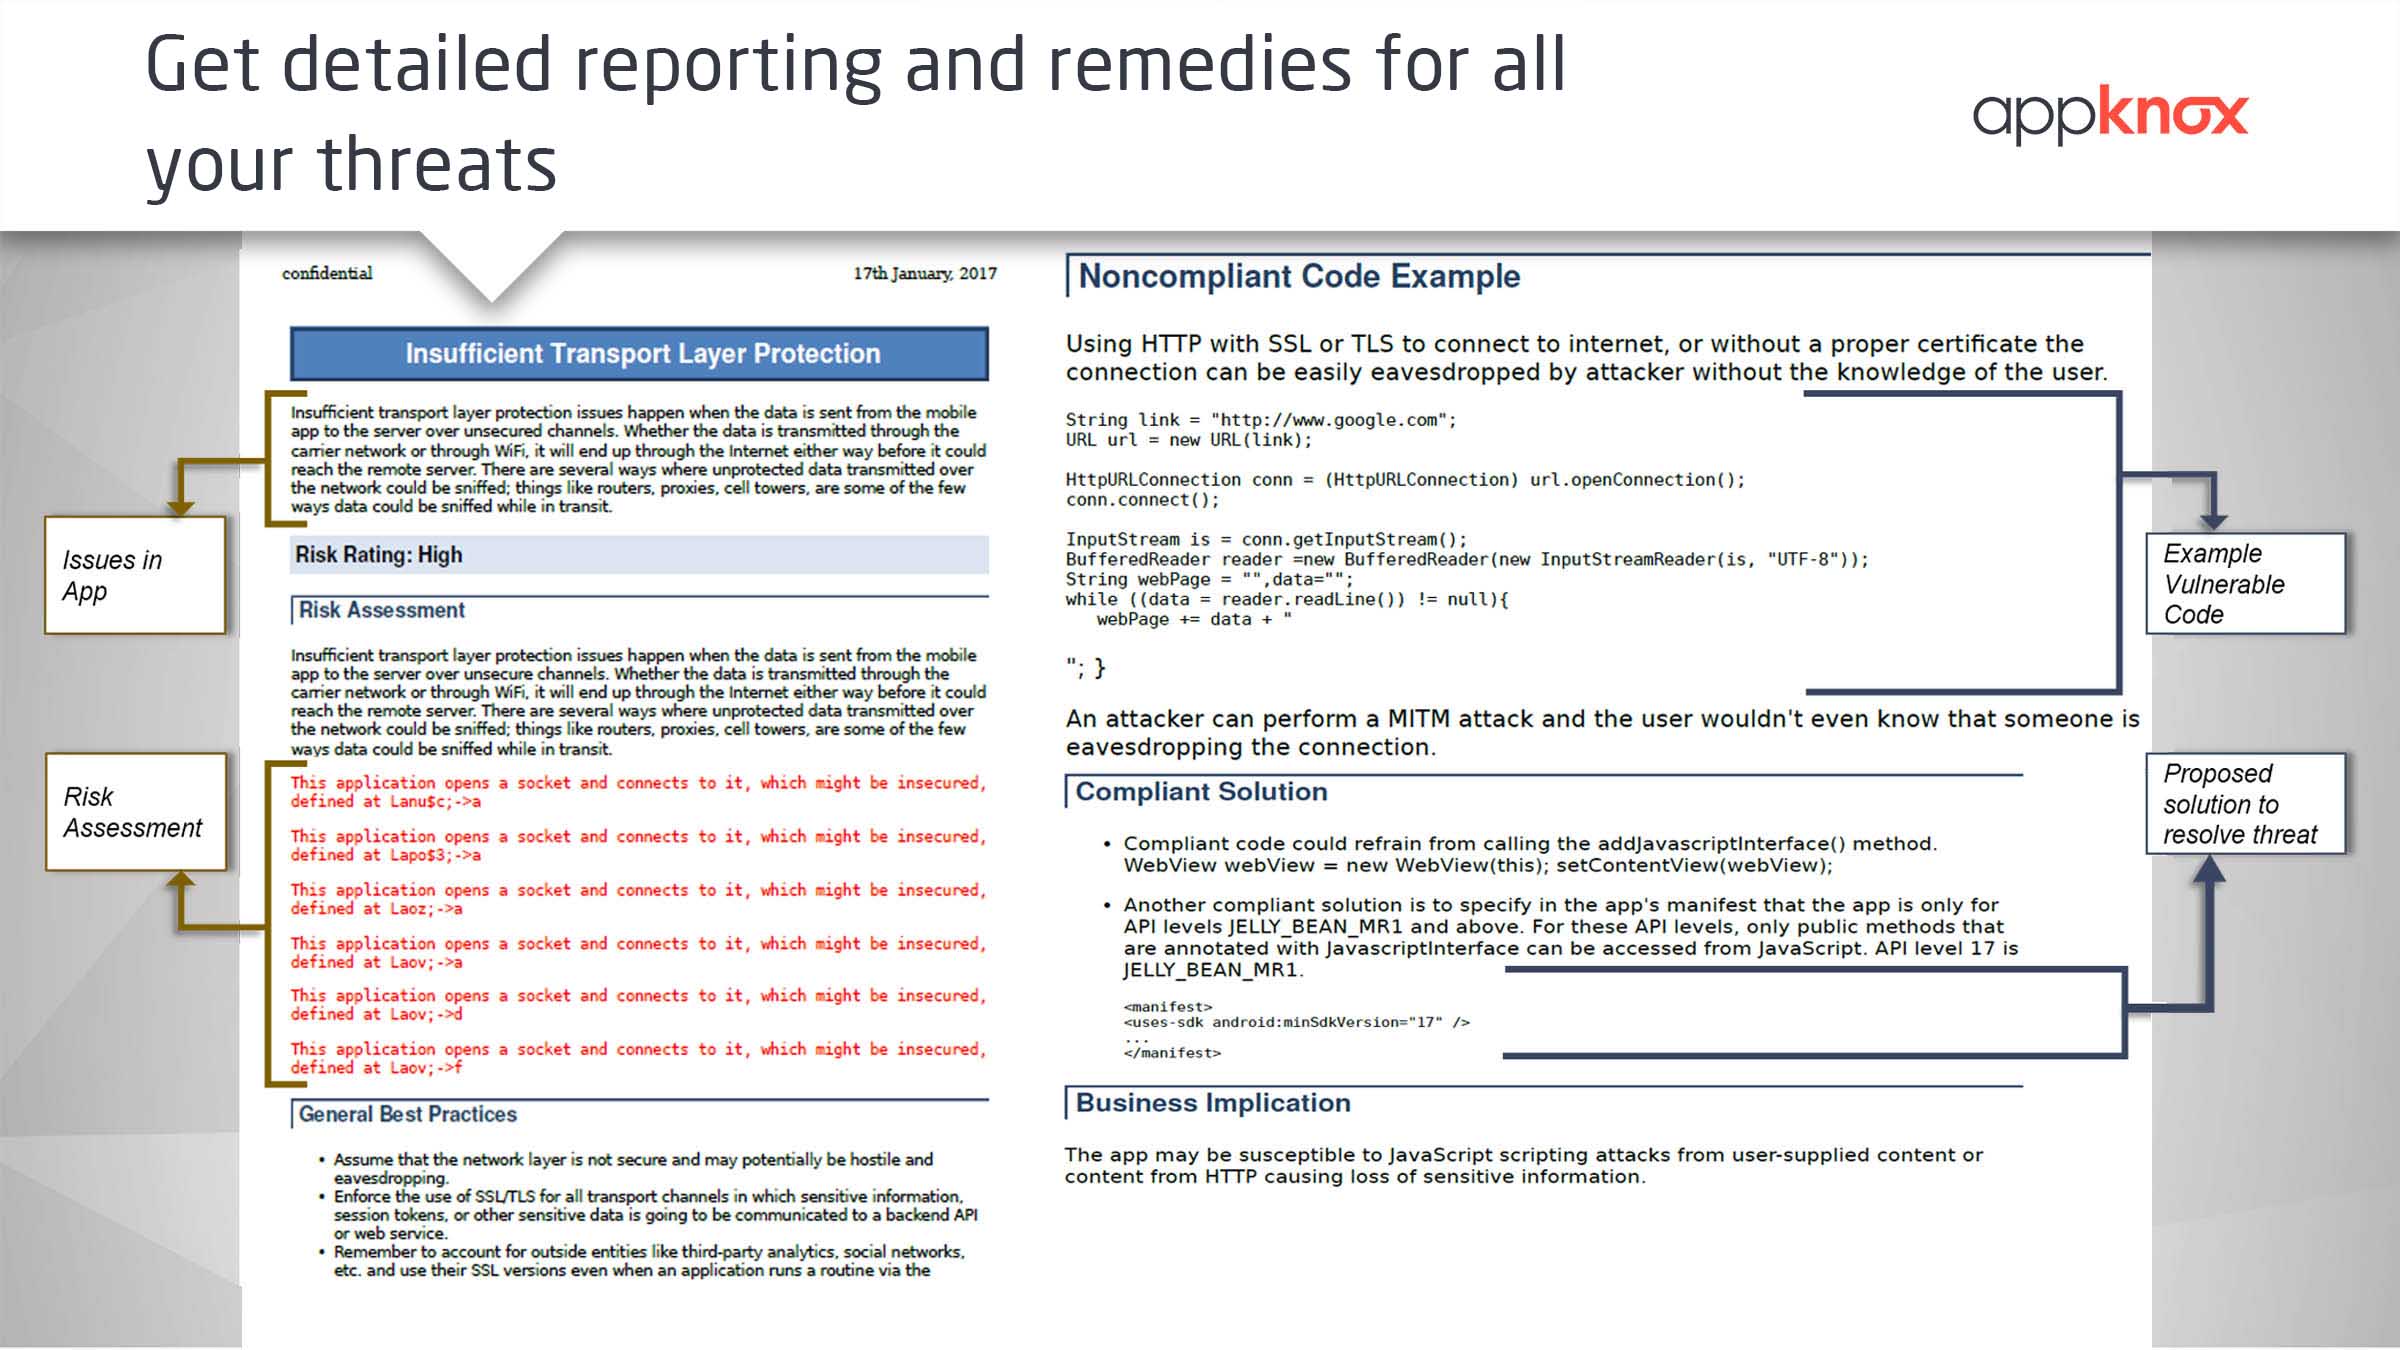 Get detailed reporting and remedies for all
your threats
appknox
confidential
17th January, 2017
Insufficient Transport Layer Protection
Insufficient transport layer protection issues happen when the data is sent from the mobile
app to the server over unsecured channels. Whether the data is transmitted through the
carrier network or through WiFi, it will end up through the Internet either way before it could
reach the remote server. There are several ways where unprotected data transmitted over
the network could be sniffed; things like routers, proxies, cell towers, are some of the few
ways data could be sniffed while in transit.
Issues in
App
Risk Rating: High
Risk Assessment
Insufficient transport layer protection issues happen when the data is sent from the mobile
app to the server over unsecure channels. Whether the data is transmitted through the
carrier network or through WiFi, it will end up through the Internet either way before it could
reach the remote server. There are several ways where unprotected data transmitted over
the network could be sniffed; things like routers, proxies, cell towers, are some of the few
ways data could be sniffed while in transit.
Risk
Assessment
This application opens a socket and connects to it, which might be insecured,
defined at Lanu$c;->a
This application opens a socket and connects to it, which might be insecured,
defined at Lapo$3;->a
This application opens a socket and connects to it, which might be insecured,
defined at Laoz;->a
This application opens a socket and connects to it, which might be insecured,
defined at Laov;->a
This application opens a socket and connects to it, which might be insecured,
defined at Laov;->d
This application opens a socket and connects to it, which might be insecured,
defined at Laov;->f
General Best Practices
• Assume that the network layer is not secure and may potentially be hostile and
eavesdropping.
• Enforce the use of SSL/TLS for all transport channels in which sensitive information,
session tokens, or other sensitive data is going to be communicated to a backend API
or web service.
• Remember to account for outside entities like third-party analytics, social networks,
etc. and use their SSL versions even when an application runs a routine via the
Noncompliant Code Example
Using HTTP with SSL or TLS to connect to internet, or without a proper certificate the
connection can be easily eavesdropped by attacker without the knowledge of the user.
String link = "http://www.google.com";
URL url = new URL(link);
HttpURLConnection conn = (HttpURLConnection) url.openConnection();
conn.connect();
InputStream is = conn.getInputStream();
BufferedReader reader =new BufferedReader(new InputStreamReader(is, "UTF-8"));
String webPage = "",data="";
while ((data = reader.readLine()) != null){
webPage += data + "
"; }
Example
Vulnerable
Code
An attacker can perform a MITM attack and the user wouldn't even know that someone is
eavesdropping the connection.
Compliant Solution
• Compliant code could refrain from calling the addJavascriptInterface() method.
WebView webView = new WebView(this); setContentView(webView);
• Another compliant solution is to specify in the app's manifest that the app is only for
API levels JELLY_BEAN_MR1 and above. For these API levels, only public methods that
are annotated with JavascriptInterface can be accessed from JavaScript. API level 17 is
JELLY_BEAN_MR1.
<manifest>
<uses-sdk android:minSdkVersion="17" />
...
</manifest>
Proposed
solution to
resolve threat
Business Implication
The app may be susceptible to JavaScript scripting attacks from user-supplied content or
content from HTTP causing loss of sensitive information.